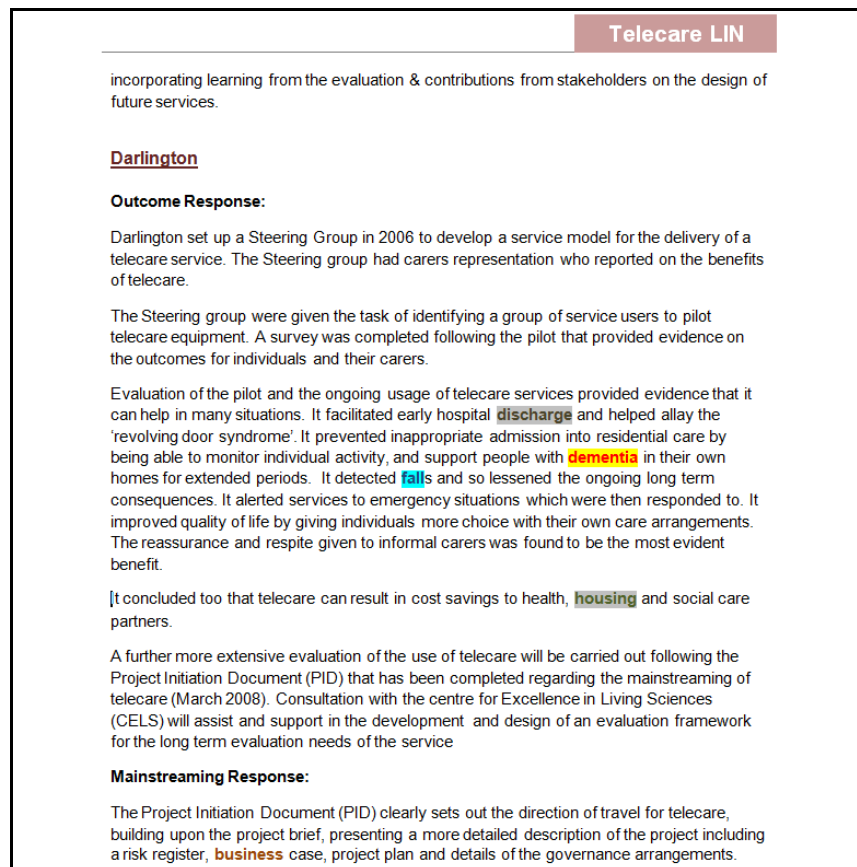 Telecare LIN
incorporating learning from the evaluation & contributions from stakeholders on the design of
future services.
Darlington
Outcome Response:
Darlington set up a Steering Group in 2006 to develop a service model for the delivery of a
telecare service. The Steering group had carers representation who reported on the benefits
of telecare.
The Steering group were given the task of identifying a group of service users to pilot
telecare equipment. A survey was completed following the pilot that provided evidence on
the outcomes for individuals and their carers.
Evaluation of the pilot and the ongoing usage of telecare services provided evidence that it
can help in many situations. It facilitated early hospital discharge and helped allay the
‘revolving door syndrome’. It prevented inappropriate admission into residential care by
being able to monitor individual activity, and support people with dementia in their own
homes for extended periods. It detected falls and so lessened the ongoing long term
consequences. It alerted services to emergency situations which were then responded to. It
improved quality of life by giving individuals more choice with their own care arrangements.
The reassurance and respite given to informal carers was found to be the most evident
benefit.
It concluded too that telecare can result in cost savings to health, housing and social care
partners.
A further more extensive evaluation of the use of telecare will be carried out following the
Project Initiation Document (PID) that has been completed regarding the mainstreaming of
telecare (March 2008). Consultation with the centre for Excellence in Living Sciences
(CELS) will assist and support in the development and design of an evaluation framework
for the long term evaluation needs of the service
Mainstreaming Response:
The Project Initiation Document (PID) clearly sets out the direction of travel for telecare,
building upon the project brief, presenting a more detailed description of the project including
a risk register, business case, project plan and details of the governance arrangements.